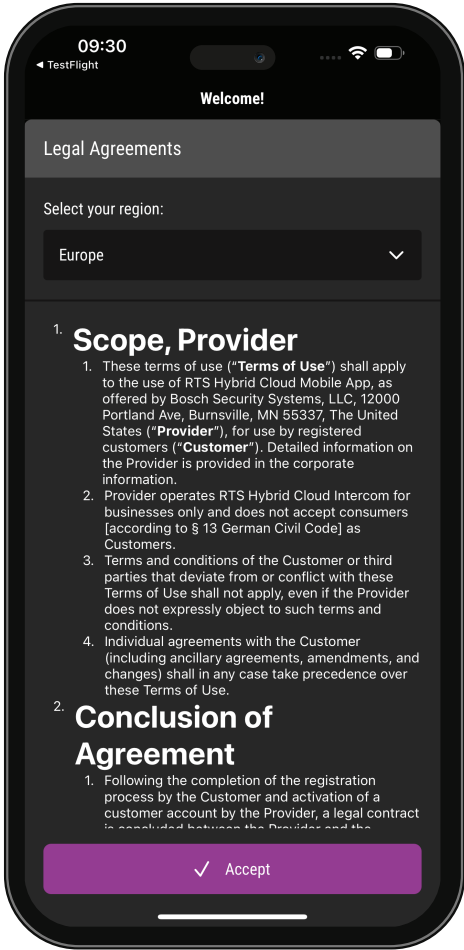 09:30
◀ TestFlight
Welcome!
Legal Agreements
Select your region:
Europe
1. Scope, Provider
1. These terms of use (“Terms of Use”) shall apply
to the use of RTS Hybrid Cloud Mobile App, as
offered by Bosch Security Systems, LLC, 12000
Portland Ave, Burnsville, MN 55337, The United
States (“Provider”), for use by registered
customers (“Customer”). Detailed information on
the Provider is provided in the corporate
information.
2. Provider operates RTS Hybrid Cloud Intercom for
businesses only and does not accept consumers
[according to § 13 German Civil Code] as
Customers.
3. Terms and conditions of the Customer or third
parties that deviate from or conflict with these
Terms of Use shall not apply, even if the Provider
does not expressly object to such terms and
conditions.
4. Individual agreements with the Customer
(including ancillary agreements, amendments, and
changes) shall in any case take precedence over
these Terms of Use.
2. Conclusion of
Agreement
1. Following the completion of the registration
process by the Customer and activation of a
customer account by the Provider, a legal contract
is concluded between the Provider and the
Accept